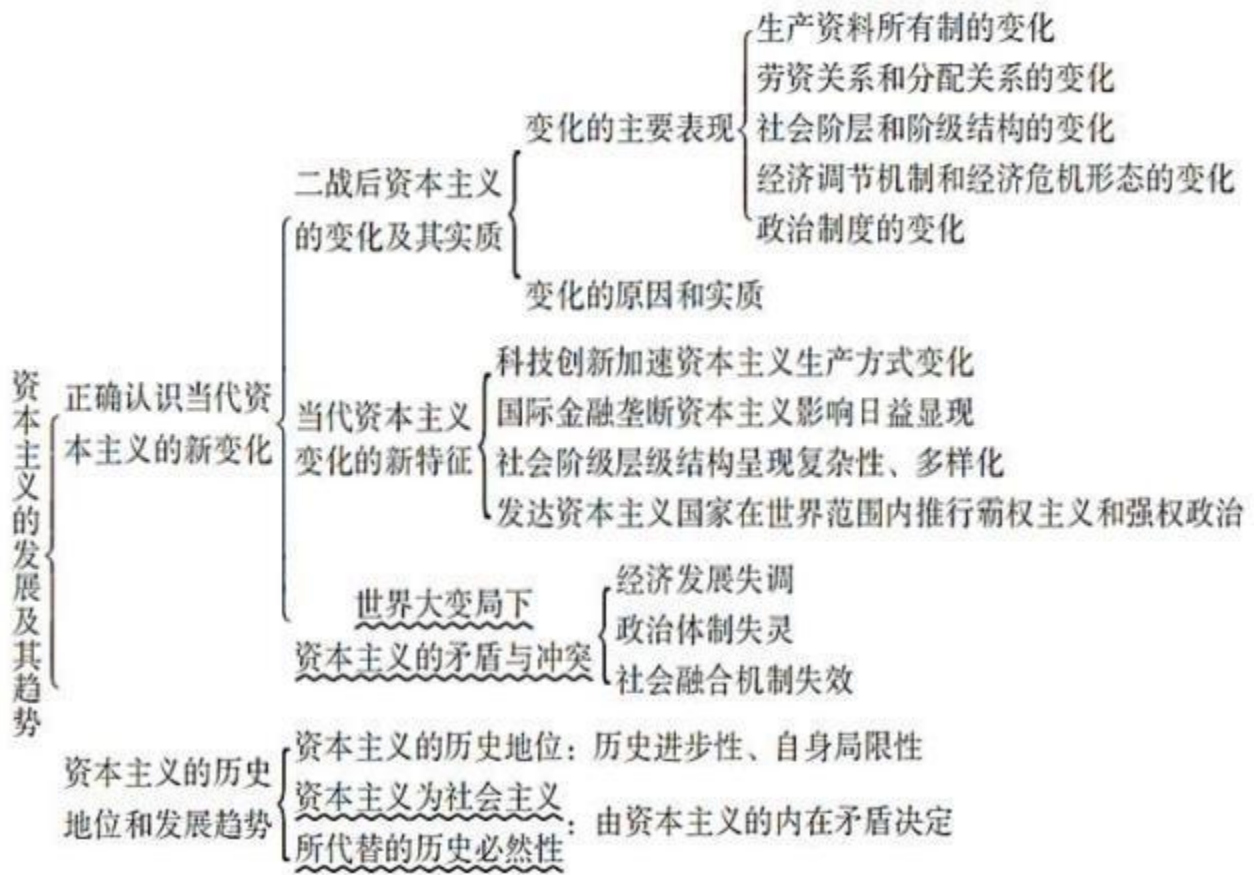 生产资料所有制的变化
劳资关系和分配关系的变化
变化的主要表现
社会阶层和阶级结构的变化
经济调节机制和经济危机形态的变化
政治制度的变化
二战后资本主义
的变化及其实质
变化的原因和实质
科技创新加速资本主义生产方式变化
国际金融垄断资本主义影响日益显现
当代资本主义
变化的新特征
社会阶级层级结构呈现复杂性、多样化
发达资本主义国家在世界范围内推行霸权主义和强权政治
资本主义的发展及其趋势
正确认识当代资
本主义的新变化
世界大变局下
资本主义的矛盾与冲突
经济发展失调
政治体制失灵
社会融合机制失效
资本主义的历史
地位和发展趋势
资本主义的历史地位：历史进步性、自身局限性
资本主义为社会主义
所代替的历史必然性
：由资本主义的内在矛盾决定